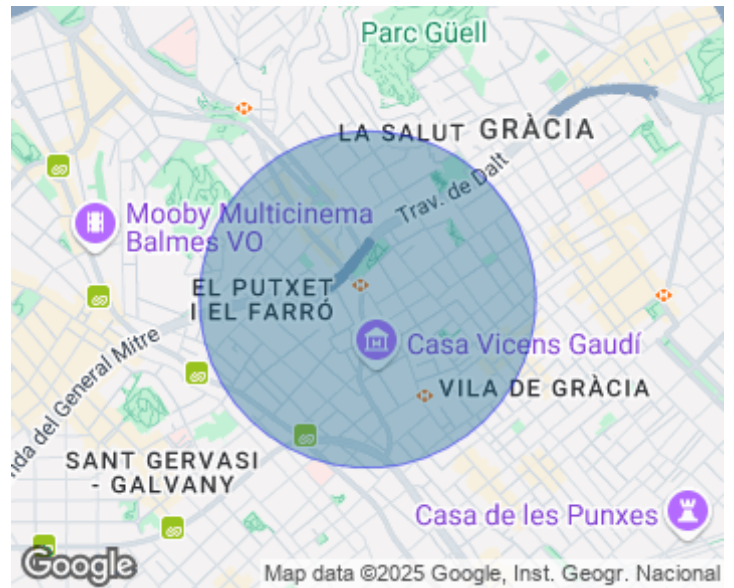 Parc Güell
LA SALUT
GRÀCIA
Trav. de Dalt
Mooby Multicinema
Balmes VO
EL PUTXET
I EL FARRÓ
nda del General Mitre
Casa Vicens Gaudí
VILA DE GRÀCIA
SANT GERVASI
- GALVANY
Casa de les Punxes
Google
Map data ©2025 Google, Inst. Geogr. Nacional